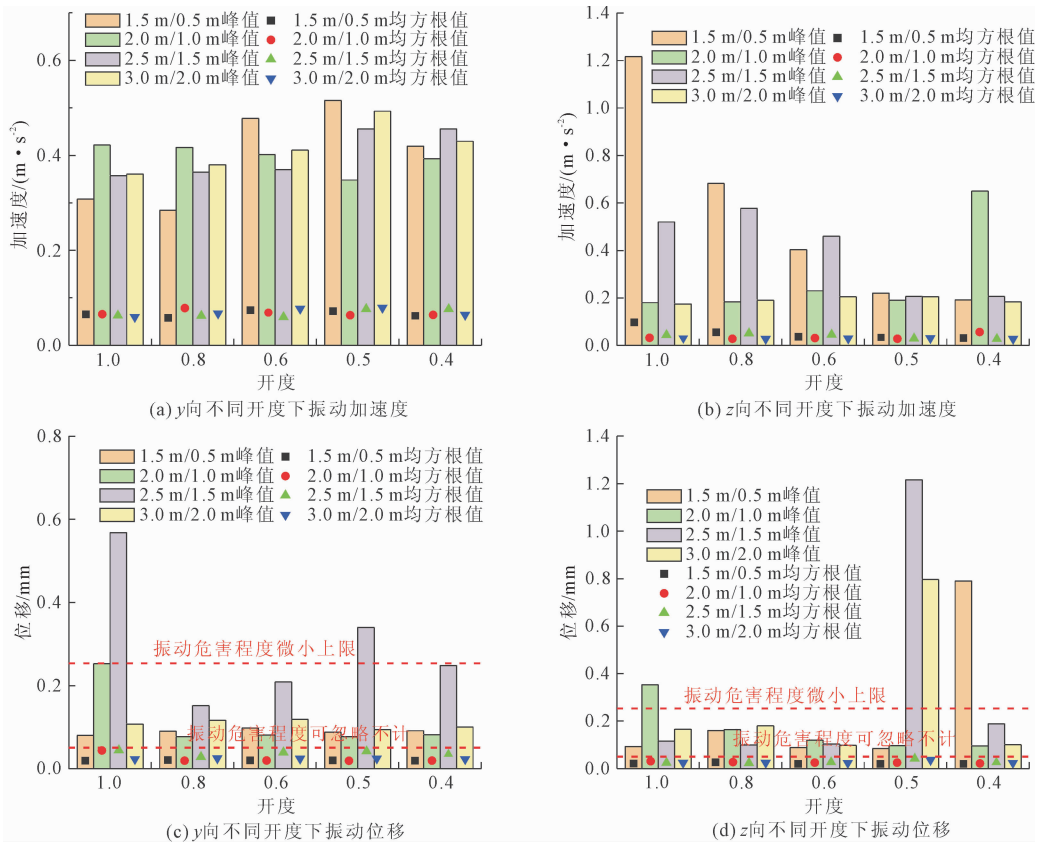 1.5 m/0.5 m峰值 1.5 m/0.5 m均方根值
2.0 m/1.0 m峰值 2.0 m/1.0 m均方根值
2.5 m/1.5 m峰值 2.5 m/1.5 m均方根值
3.0 m/2.0 m峰值 3.0 m/2.0 m均方根值
0.6
0.4
0.2
0.0
加速度/(m·s⁻²)
1.0 0.8 0.6 0.5 0.4
开度
(a) y向不同开度下振动加速度
1.5 m/0.5 m峰值 1.5 m/0.5 m均方根值
2.0 m/1.0 m峰值 2.0 m/1.0 m均方根值
2.5 m/1.5 m峰值 2.5 m/1.5 m均方根值
3.0 m/2.0 m峰值 3.0 m/2.0 m均方根值
1.4
1.2
1.0
0.8
0.6
0.4
0.2
0.0
加速度/(m·s⁻²)
1.0 0.8 0.6 0.5 0.4
开度
(b) z向不同开度下振动加速度
1.5 m/0.5 m峰值 1.5 m/0.5 m均方根值
2.0 m/1.0 m峰值 2.0 m/1.0 m均方根值
2.5 m/1.5 m峰值 2.5 m/1.5 m均方根值
3.0 m/2.0 m峰值 3.0 m/2.0 m均方根值
0.8
0.6
0.4
0.2
0.0
位移/mm
振动危害程度微小上限
振动危害程度可忽略不计
1.0 0.8 0.6 0.5 0.4
开度
(c) y向不同开度下振动位移
1.5 m/0.5 m峰值
2.0 m/1.0 m峰值
2.5 m/1.5 m峰值
3.0 m/2.0 m峰值
1.5 m/0.5 m均方根值
2.0 m/1.0 m均方根值
2.5 m/1.5 m均方根值
3.0 m/2.0 m均方根值
1.4
1.2
1.0
0.8
0.6
0.4
0.2
0.0
位移/mm
振动危害程度微小上限
振动危害程度可忽略不计
1.0 0.8 0.6 0.5 0.4
开度
(d) z向不同开度下振动位移